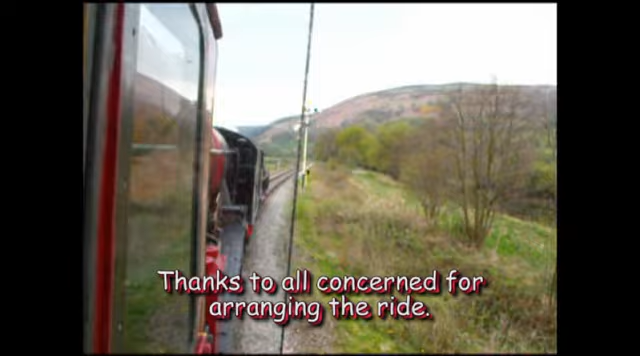 Thanks to all concerned for
arranging the ride.